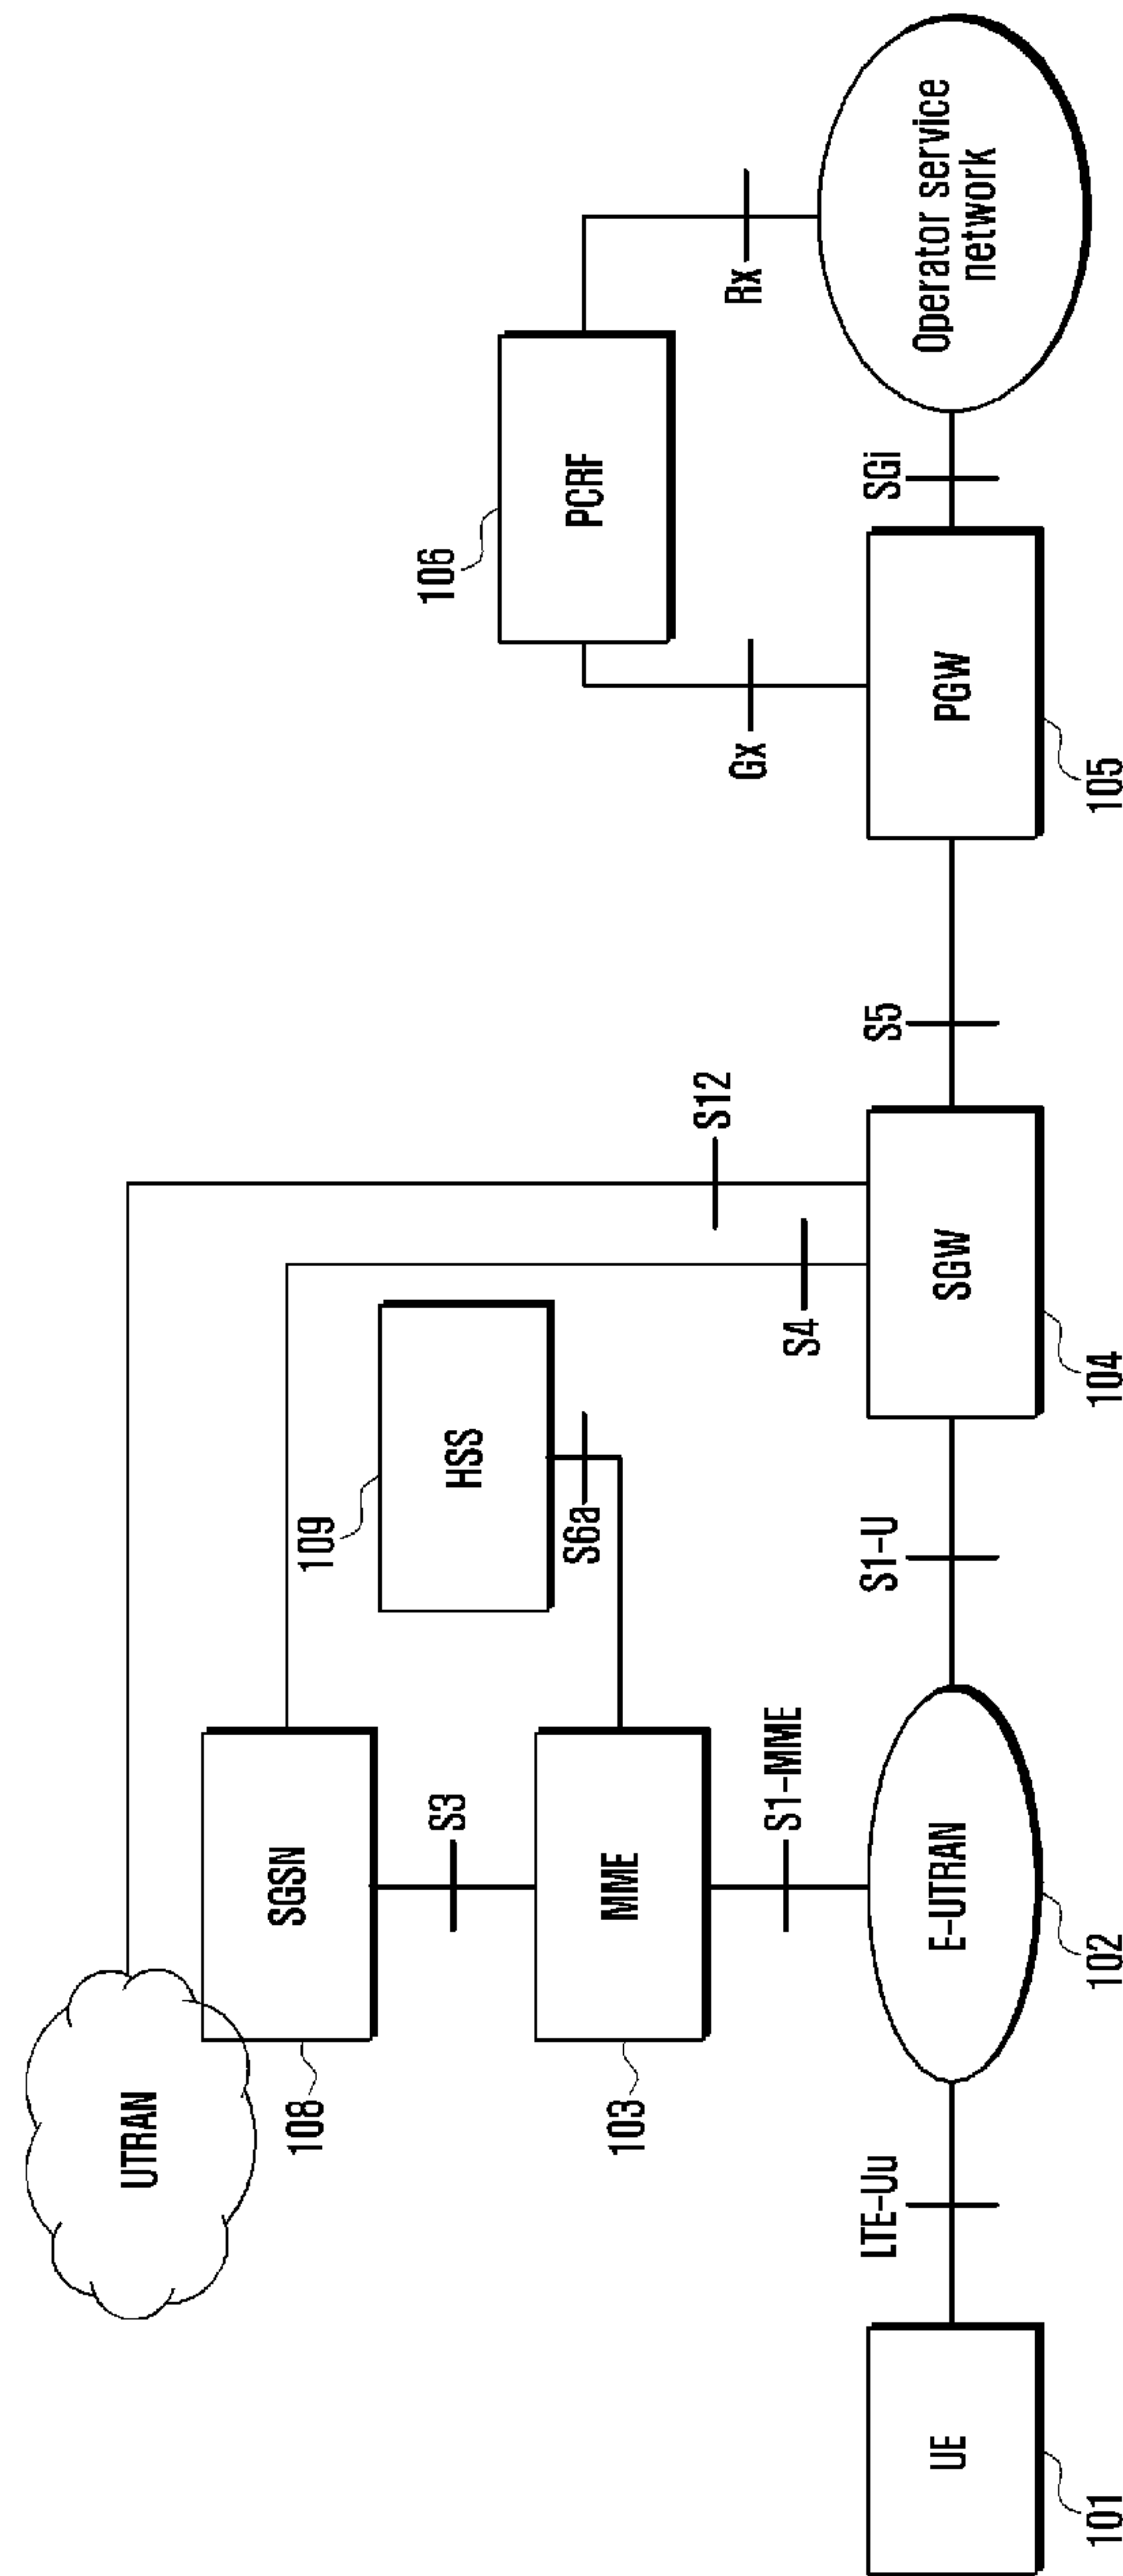 UTRAN
108
SGSN
S3
109
HSS
S6a
103
MME
S1-MME
S4
S12
106
PCRF
Gx
Rx
UE
101
LTE-Uu
E-UTRAN
102
S1-U
SGW
104
S5
PGW
105
SGi
Operator service
network